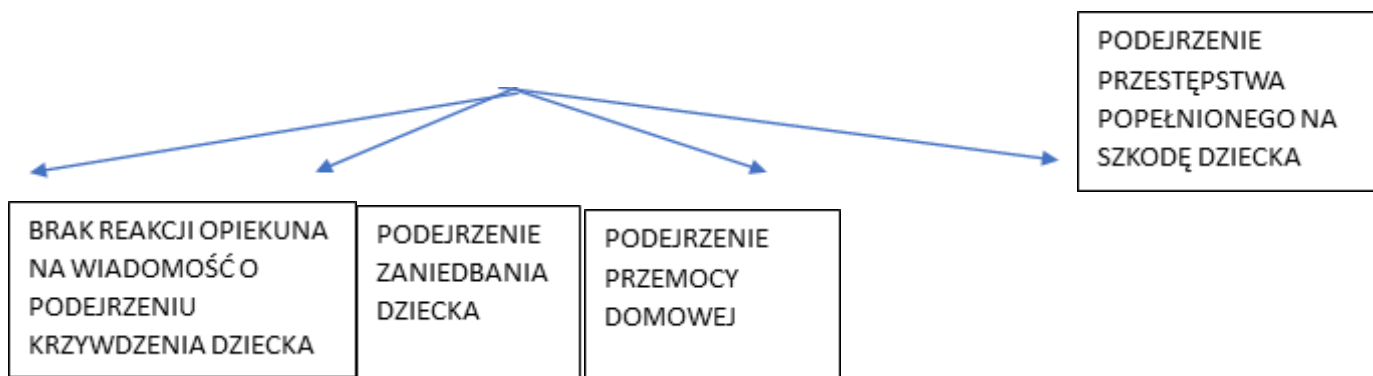 PODEJRZENIE
PRZESTĘPSTWA
POPEŁNIONEGO NA
SZKODĘ DZIECKA
BRAK REAKCJI OPIEKUNA
NA WIADOMOŚĆ O
PODEJRZENIU
KRZYWDZENIA DZIECKA
PODEJRZENIE
ZANIEDBANIA
DZIECKA
PODEJRZENIE
PRZEMOCY
DOMOWEJ